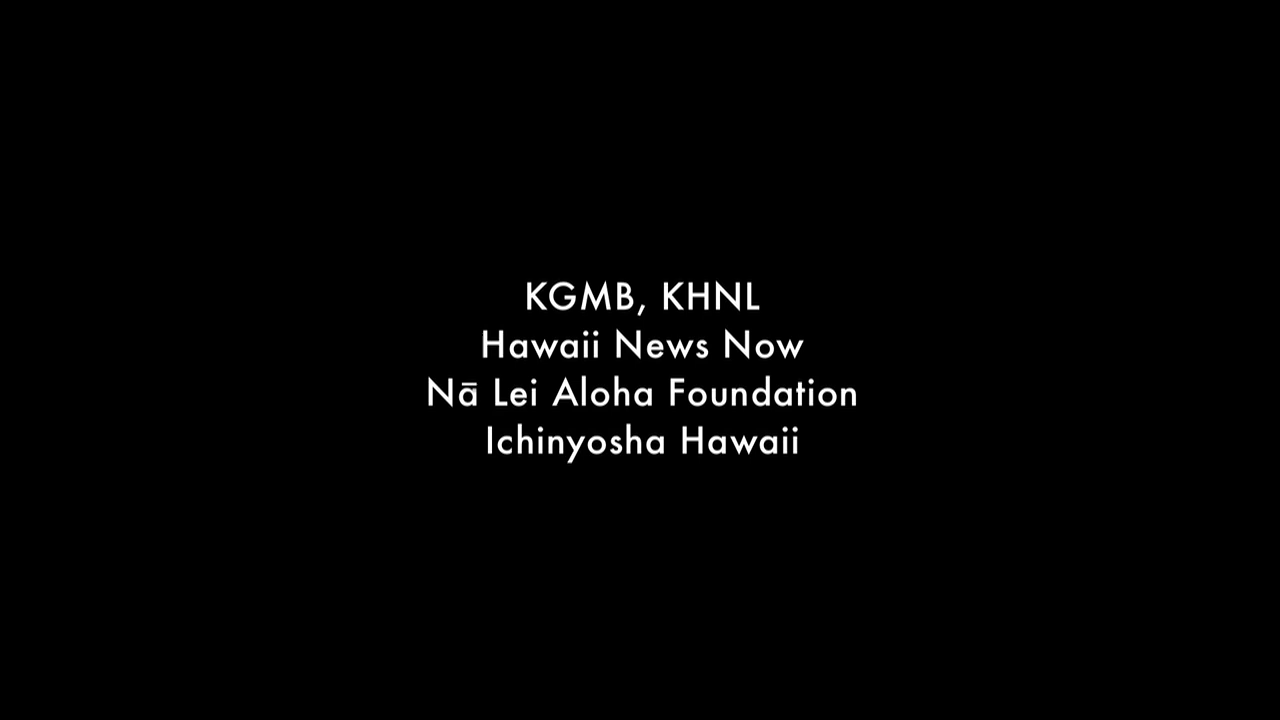 KGMB, KHNL
Hawaii News Now
Nā Lei Aloha Foundation
Ichinyosha Hawaii